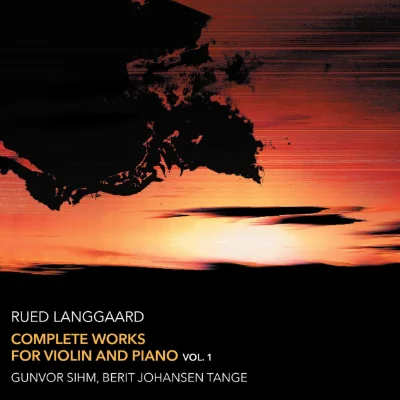 RUED LANGGAARD
COMPLETE WORKS
FOR VIOLIN AND PIANO VOL. 1
GUNVOR SIHM, BERIT JOHANSEN TANGE